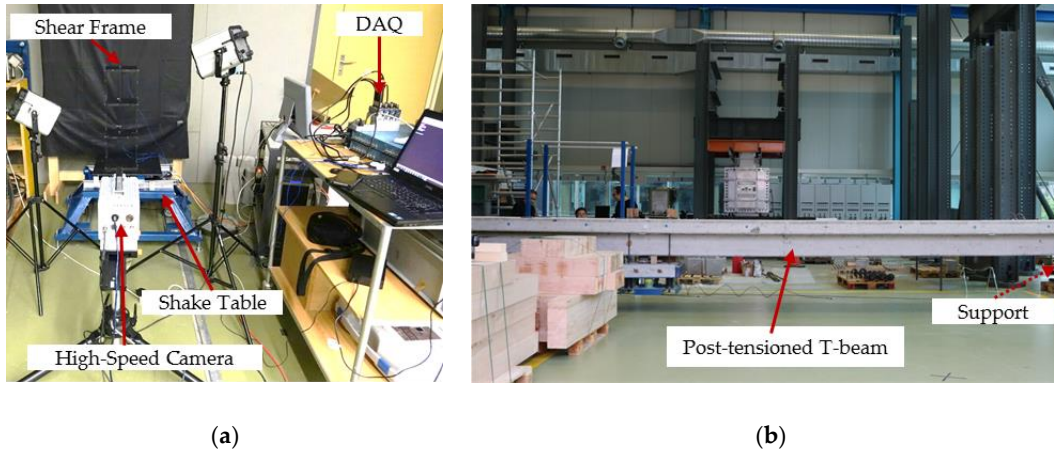 Shear Frame
DAQ
Shake Table
High-Speed Camera
Post-tensioned T-beam
Support
(a)
(b)